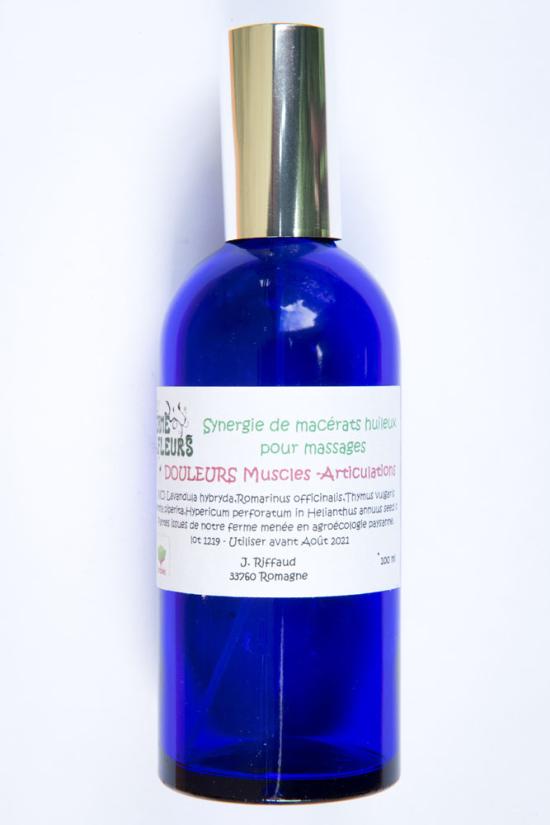 FLEURS
Synergie de macérats huileux
pour massages
* DOULEURS Muscles -Articulations
Lavandula hybryda,Romarinus officinalis,Thymus vulgaris
piperita,Hypericum perforatum in Helianthus annuus seed
issues de notre ferme menée en agroécologie paysanne.
lot 1219 - Utiliser avant Août 2021
J. Riffaud
33760 Romagne
*100 ml